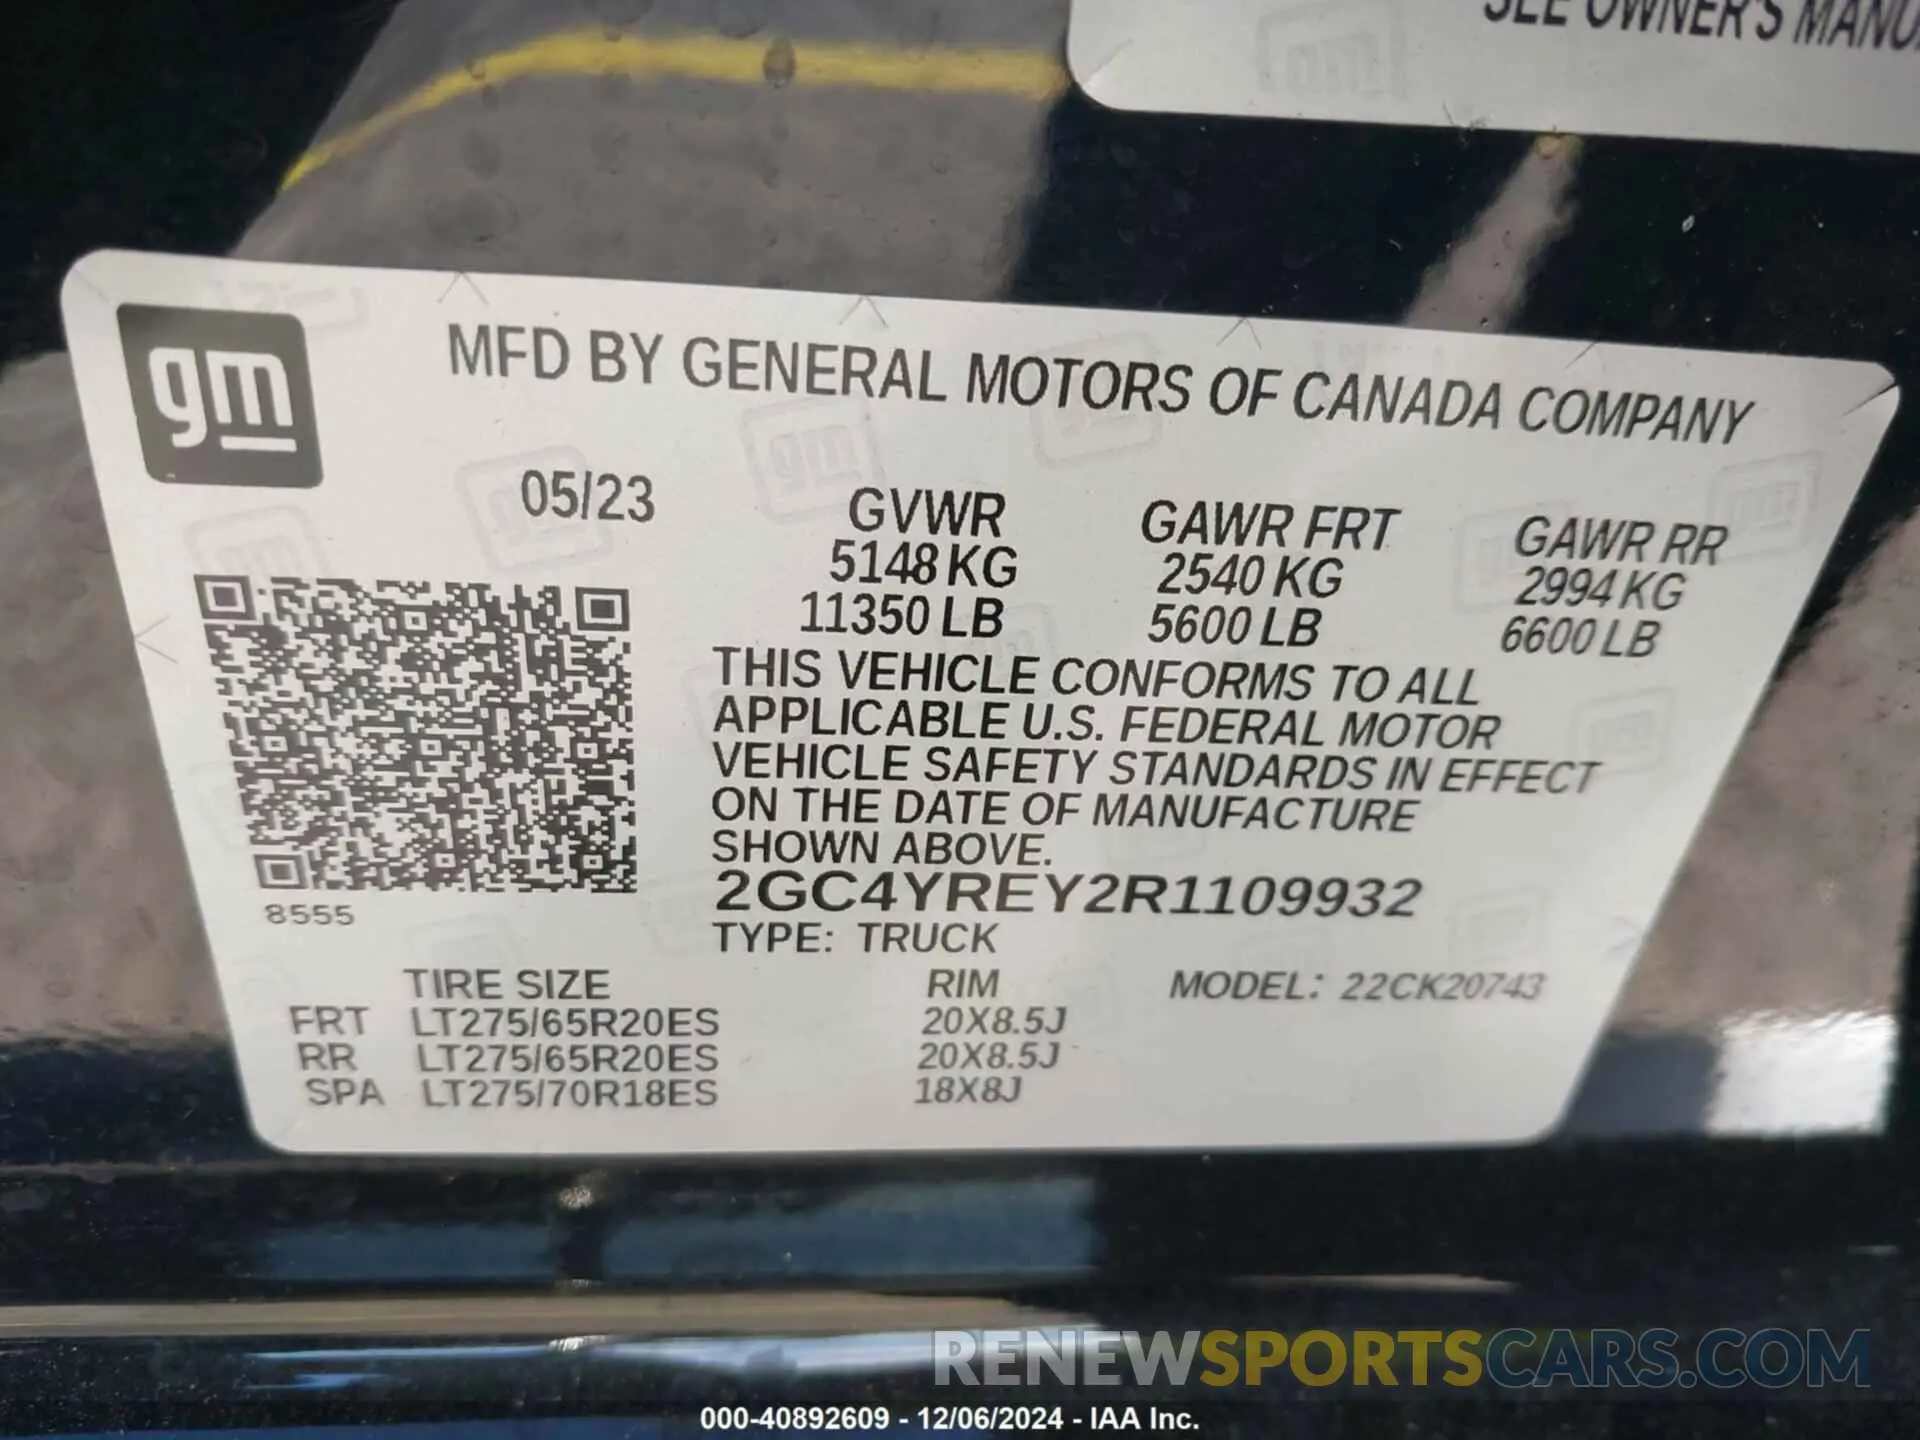 SEE OWNER'S
gm
MFD BY GENERAL MOTORS OF CANADA COMPANY
05/23 GVWR GAWR FRT GAWR RR
5148 KG 2540 KG 2994 KG
11350 LB 5600 LB 6600 LB
THIS VEHICLE CONFORMS TO ALL
APPLICABLE U.S. FEDERAL MOTOR
VEHICLE SAFETY STANDARDS IN EFFECT
ON THE DATE OF MANUFACTURE
SHOWN ABOVE.
2GC4YREY2R1109932
8555
TYPE: TRUCK
TIRE SIZE RIM MODEL: 22CK20743
FRT LT275/65R20ES 20X8.5J
RR LT275/65R20ES 20X8.5J
SPA LT275/70R18ES 18X8J
RENEWSPORTSCARS.COM
000-40892609 - 12/06/2024 - IAA Inc.